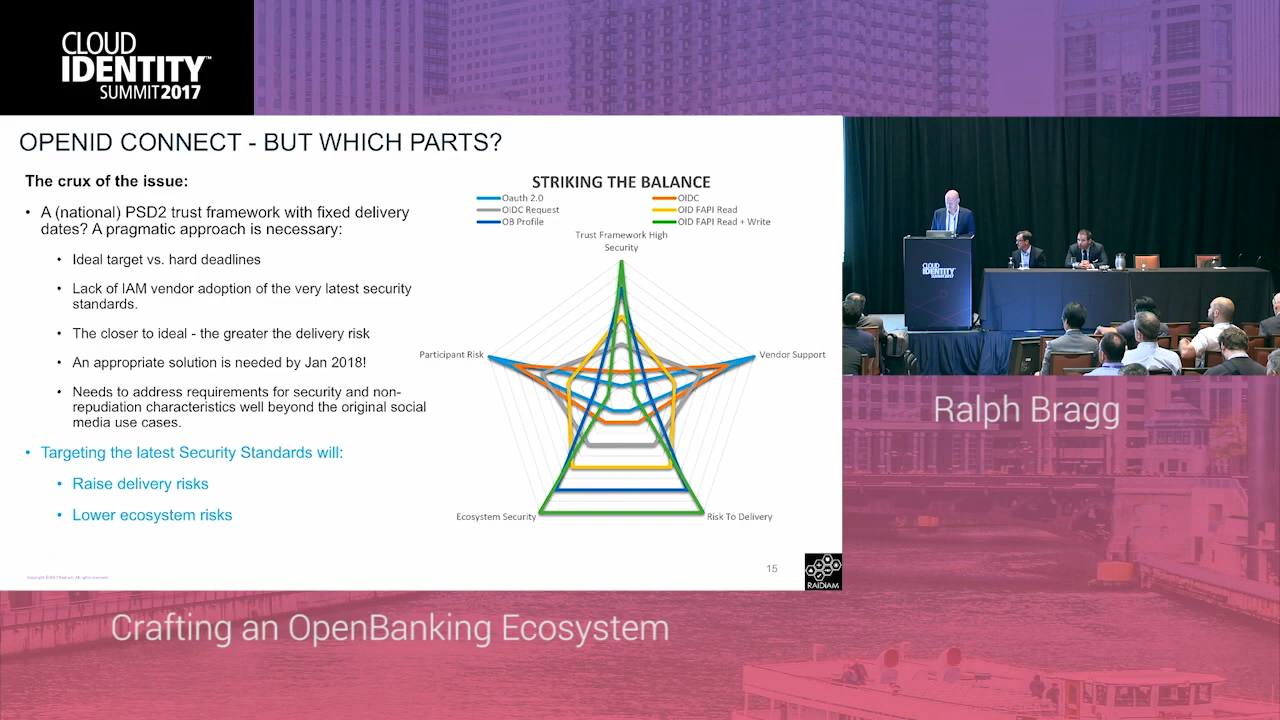 CLOUD
IDENTITY™
SUMMIT 2017
OPENID CONNECT - BUT WHICH PARTS?
The crux of the issue:
• A (national) PSD2 trust framework with fixed delivery
dates? A pragmatic approach is necessary:
• Ideal target vs. hard deadlines
• Lack of IAM vendor adoption of the very latest security
standards.
• The closer to ideal - the greater the delivery risk
• An appropriate solution is needed by Jan 2018!
• Needs to address requirements for security and non-
repudiation characteristics well beyond the original social
media use cases.
• Targeting the latest Security Standards will:
• Raise delivery risks
• Lower ecosystem risks
STRIKING THE BALANCE
Oauth 2.0
OIDC
OIDC Request
OID FAPI Read
OB Profile
OID FAPI Read + Write
Trust Framework High
Security
Participant Risk
Vendor Support
Ecosystem Security
Risk To Delivery
15
RAiDiAM
CLOUD
IDENTITY
SUMMIT 2017
Ralph Bragg
Crafting an OpenBanking Ecosystem